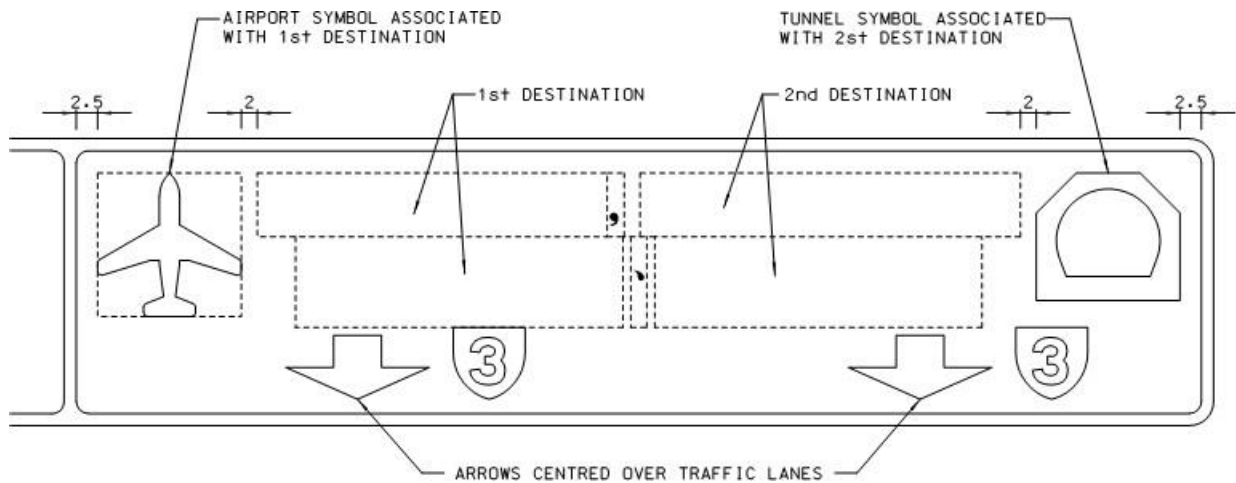 AIRPORT SYMBOL ASSOCIATED
WITH 1st DESTINATION
TUNNEL SYMBOL ASSOCIATED
WITH 2st DESTINATION
2.5
2
1st DESTINATION
2nd DESTINATION
2
2.5
,
,
3
3
ARROWS CENTRED OVER TRAFFIC LANES